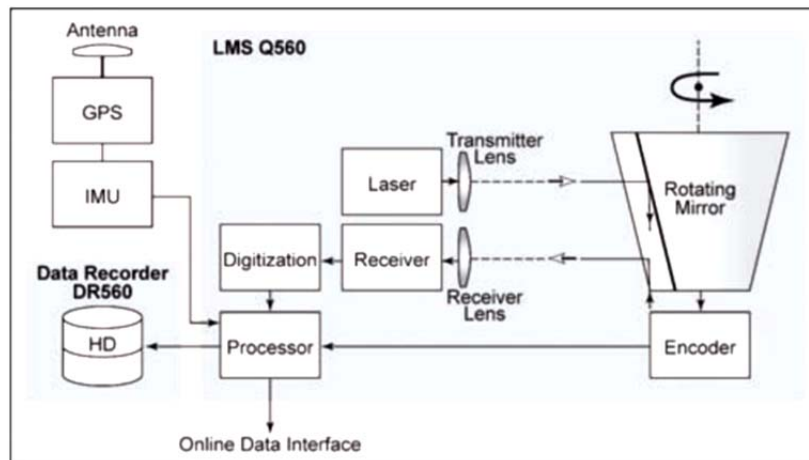 Antenna
LMS Q560
GPS
Transmitter
Lens
Laser
IMU
Rotating
Mirror
Digitization
Receiver
Data Recorder
DR560
Receiver
Lens
HD
Processor
Encoder
Online Data Interface